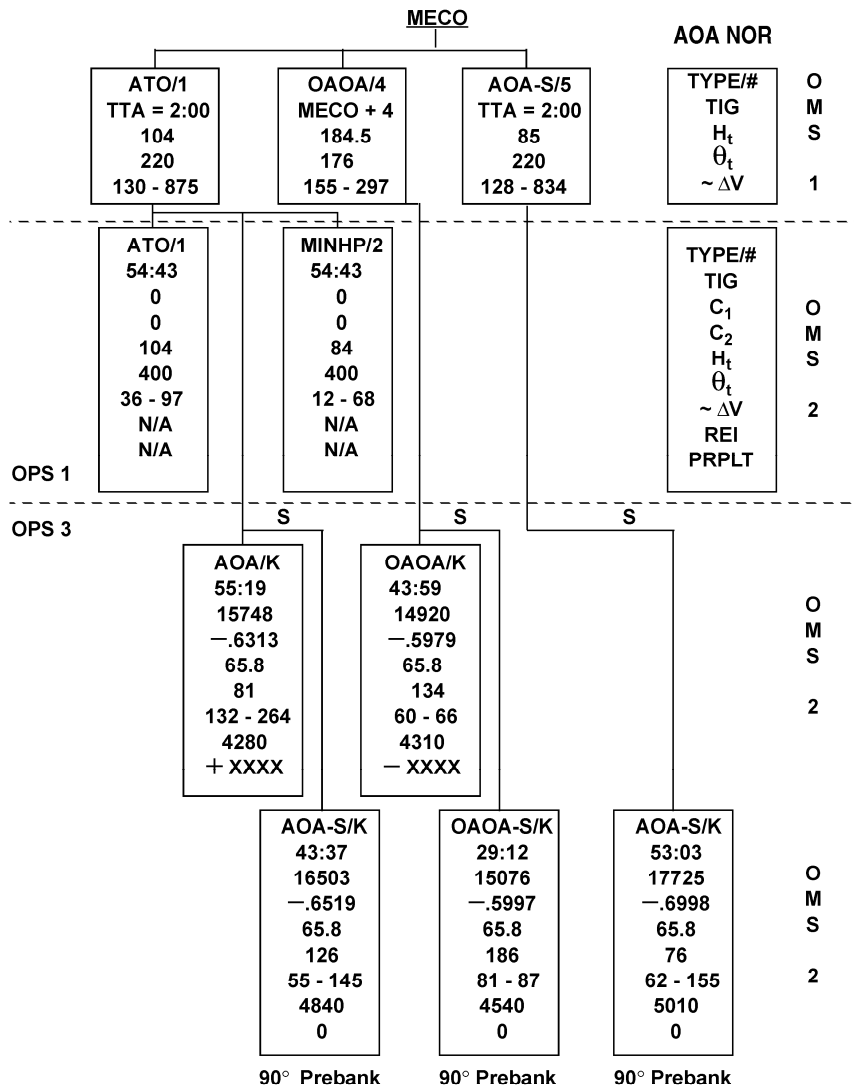 MECO
AOA NOR
ATO/1
TTA = 2:00
104
220
130 - 875
OAOA/4
MECO + 4
184.5
176
155 - 297
AOA-S/5
TTA = 2:00
85
220
128 - 834
TYPE/#
TIG
Ht
θt
~ ΔV
O
M
S
1
ATO/1
54:43
0
0
104
400
36 - 97
N/A
N/A
MINHP/2
54:43
0
0
84
400
12 - 68
N/A
N/A
TYPE/#
TIG
C1
C2
Ht
θt
~ ΔV
REI
PRPLT
O
M
S
2
OPS 1
OPS 3
S
S
S
AOA/K
55:19
15748
—.6313
65.8
81
132 - 264
4280
+ XXXX
OAOA/K
43:59
14920
—.5979
65.8
134
60 - 66
4310
— XXXX
O
M
S
2
AOA-S/K
43:37
16503
—.6519
65.8
126
55 - 145
4840
0
90° Prebank
OAOA-S/K
29:12
15076
—.5997
65.8
186
81 - 87
4540
0
90° Prebank
AOA-S/K
53:03
17725
—.6998
65.8
76
62 - 155
5010
0
90° Prebank
O
M
S
2